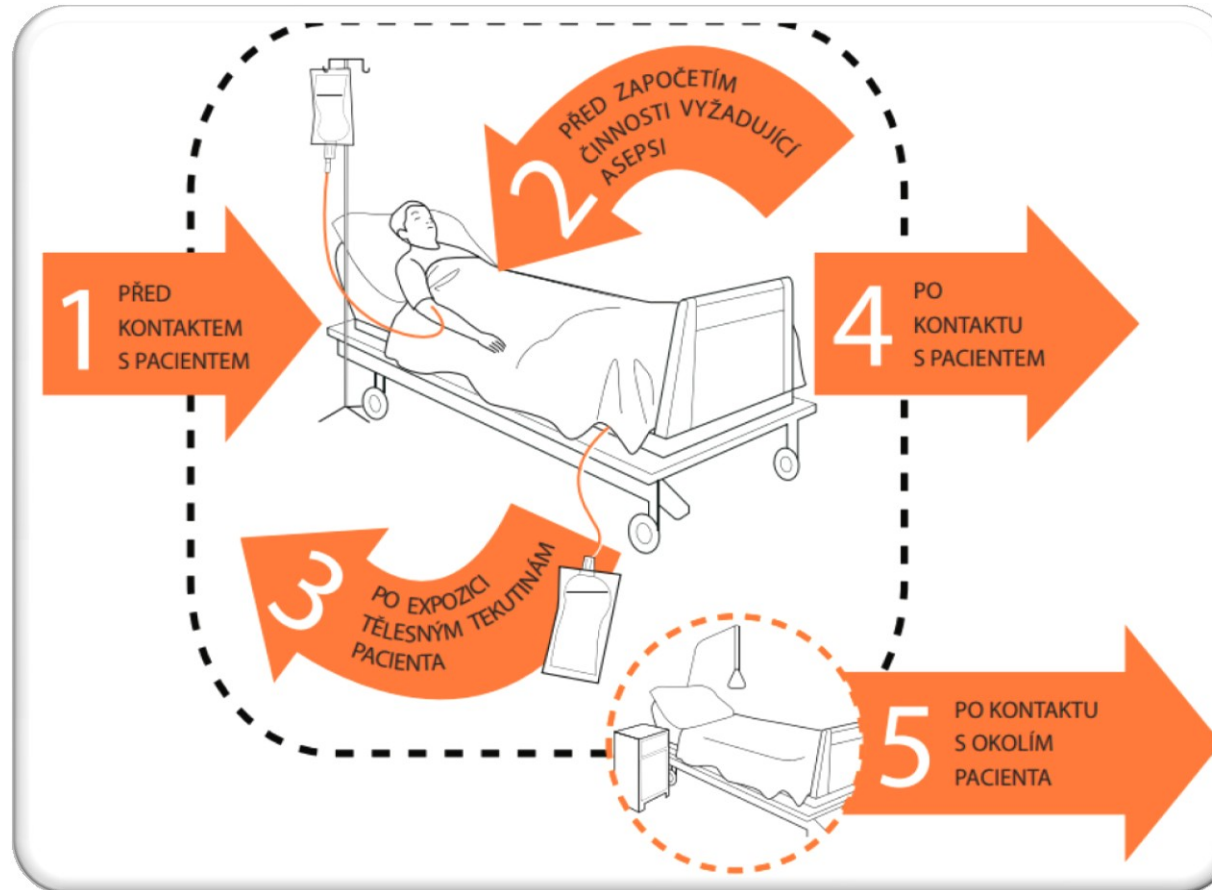 1
PŘED
KONTAKTEM
S PACIENTEM
2
PŘED ZAPOČETÍM
ČINNOSTI VYŽADUJÍCÍ
ASEPSI
3
PO EXPOZICI
TĚLESNÝM TEKUTINÁM
PACIENTA
4
PO
KONTAKTU
S PACIENTEM
5
PO KONTAKTU
S OKOLÍM
PACIENTA